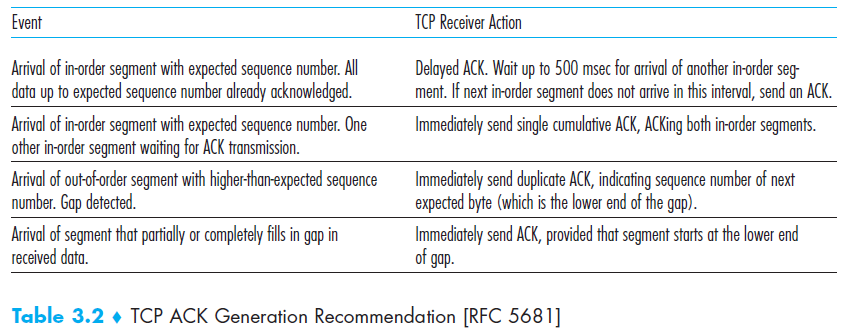 Event TCP Receiver Action
Arrival of in-order segment with expected sequence number. All
data up to expected sequence number already acknowledged.
Delayed ACK. Wait up to 500 msec for arrival of another in-order seg-
ment. If next in-order segment does not arrive in this interval, send an ACK.
Arrival of in-order segment with expected sequence number. One
other in-order segment waiting for ACK transmission.
Immediately send single cumulative ACK, ACKing both in-order segments.
Arrival of out-of-order segment with higher-than-expected sequence
number. Gap detected.
Immediately send duplicate ACK, indicating sequence number of next
expected byte (which is the lower end of the gap).
Arrival of segment that partially or completely fills in gap in
received data.
Immediately send ACK, provided that segment starts at the lower end
of gap.
Table 3.2 ♦ TCP ACK Generation Recommendation [RFC 5681]